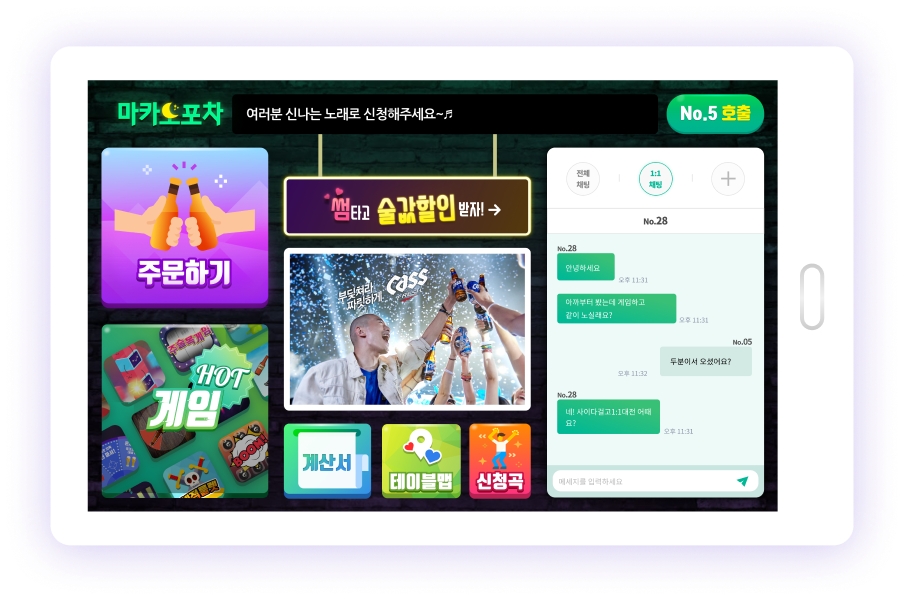 마카오포차
여러분 신나는 노래로 신청해주세요~♬
No.5 호출
주문하기
썸타고 술값할인 받자! →
부딪쳐라
짜릿하게
Cass
HOT
게임
BOOM!
계산서
테이블맵
신청곡
전체
채팅
1:1
채팅
No.28
No.28
안녕하세요
오후 11:31
아까부터 봤는데 게임하고
같이 노실래요?
오후 11:31
No.05
두분이서 오셨어요?
오후 11:32
No.28
네! 사이다걸고1:1대전 어때
요?
오후 11:31
메세지를 입력하세요